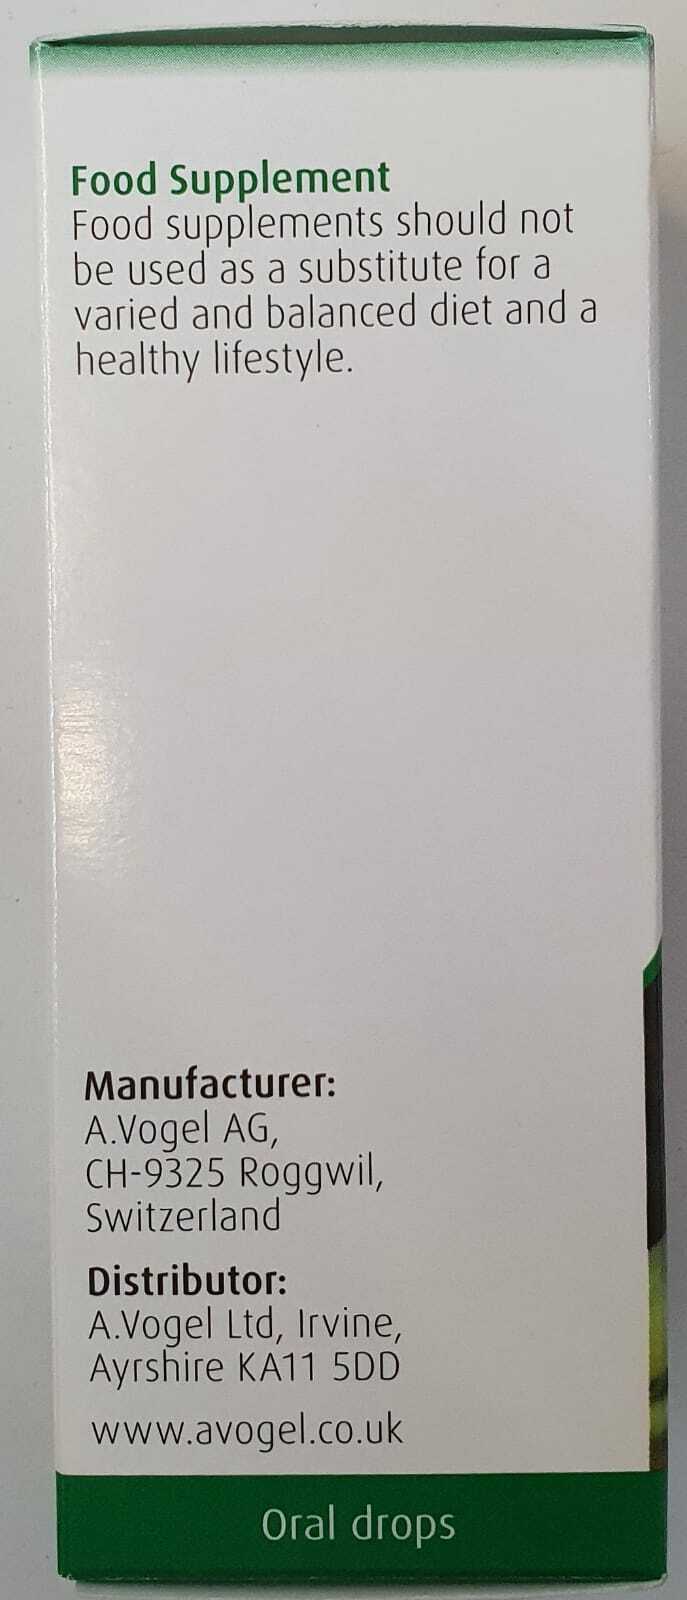 Food Supplement
Food supplements should not
be used as a substitute for a
varied and balanced diet and a
healthy lifestyle.
Manufacturer:
A.Vogel AG,
CH-9325 Roggwil,
Switzerland
Distributor:
A.Vogel Ltd, Irvine,
Ayrshire KA11 5DD
www.avogel.co.uk
Oral drops